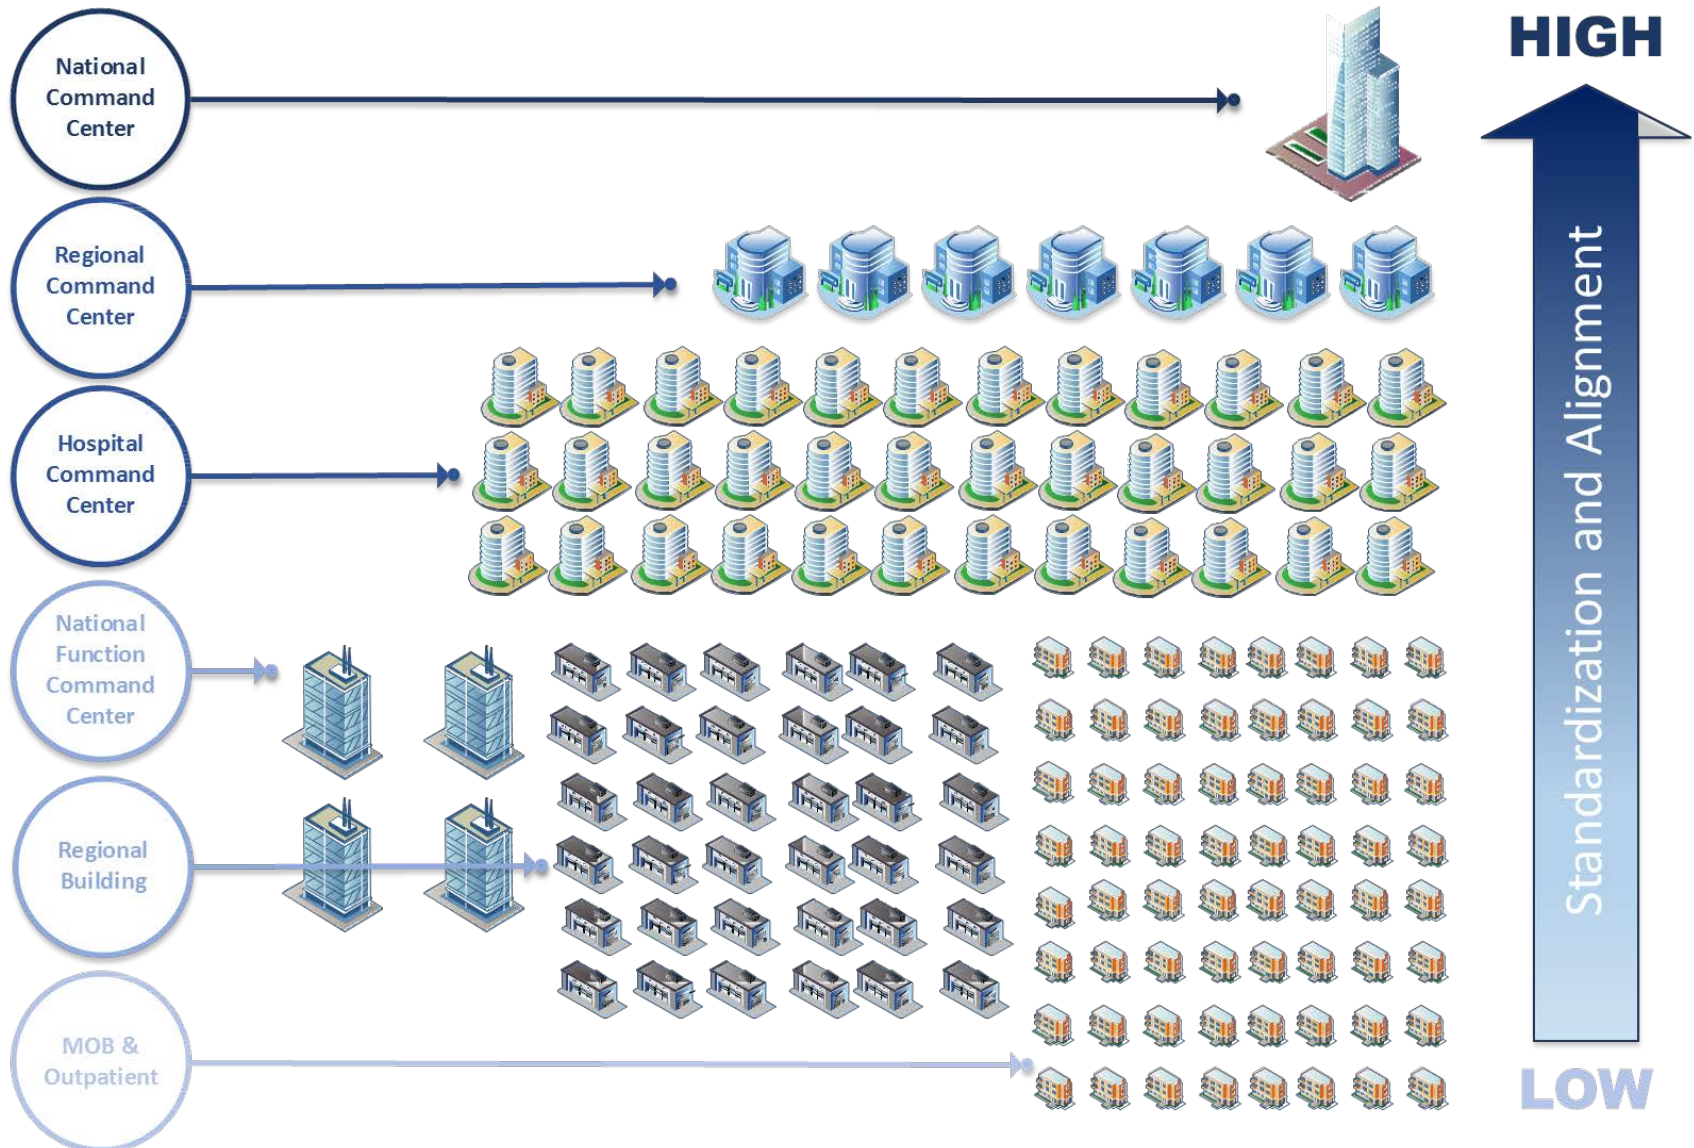 National
Command
Center
HIGH
Regional
Command
Center
Hospital
Command
Center
National
Function
Command
Center
Regional
Building
MOB &
Outpatient
Standardization and Alignment
LOW